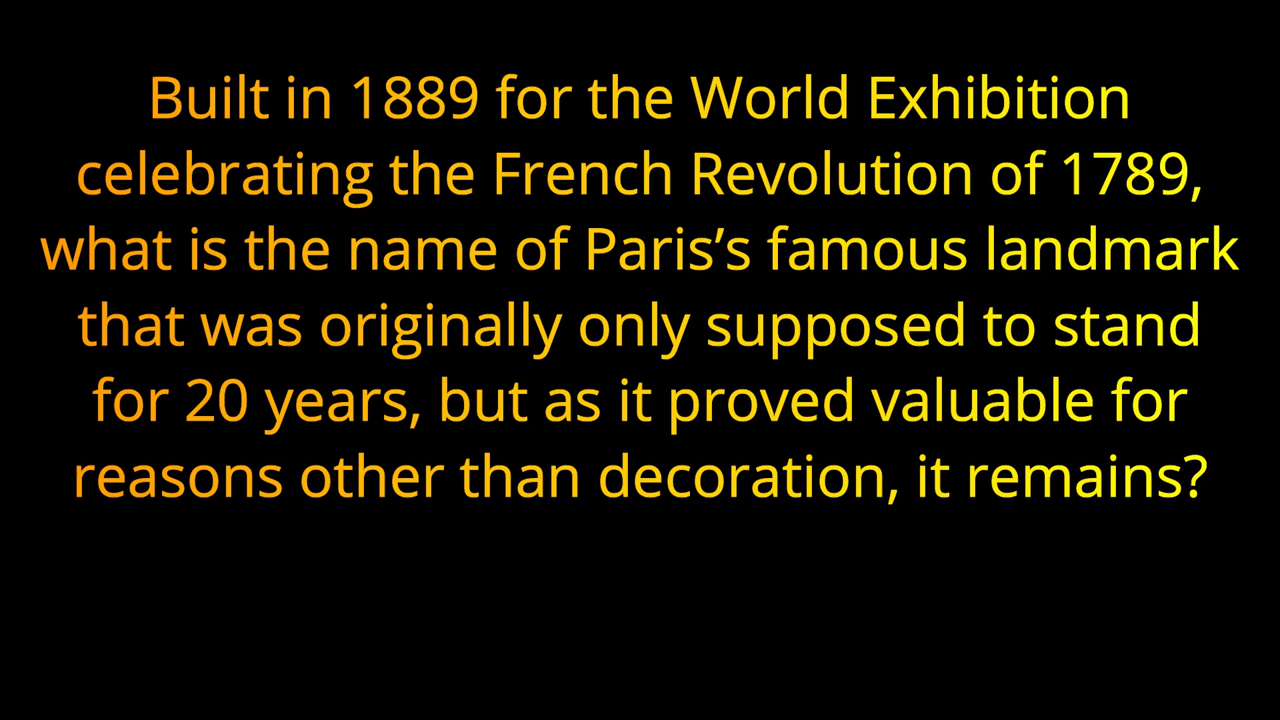 Built in 1889 for the World Exhibition
celebrating the French Revolution of 1789,
what is the name of Paris’s famous landmark
that was originally only supposed to stand
for 20 years, but as it proved valuable for
reasons other than decoration, it remains?